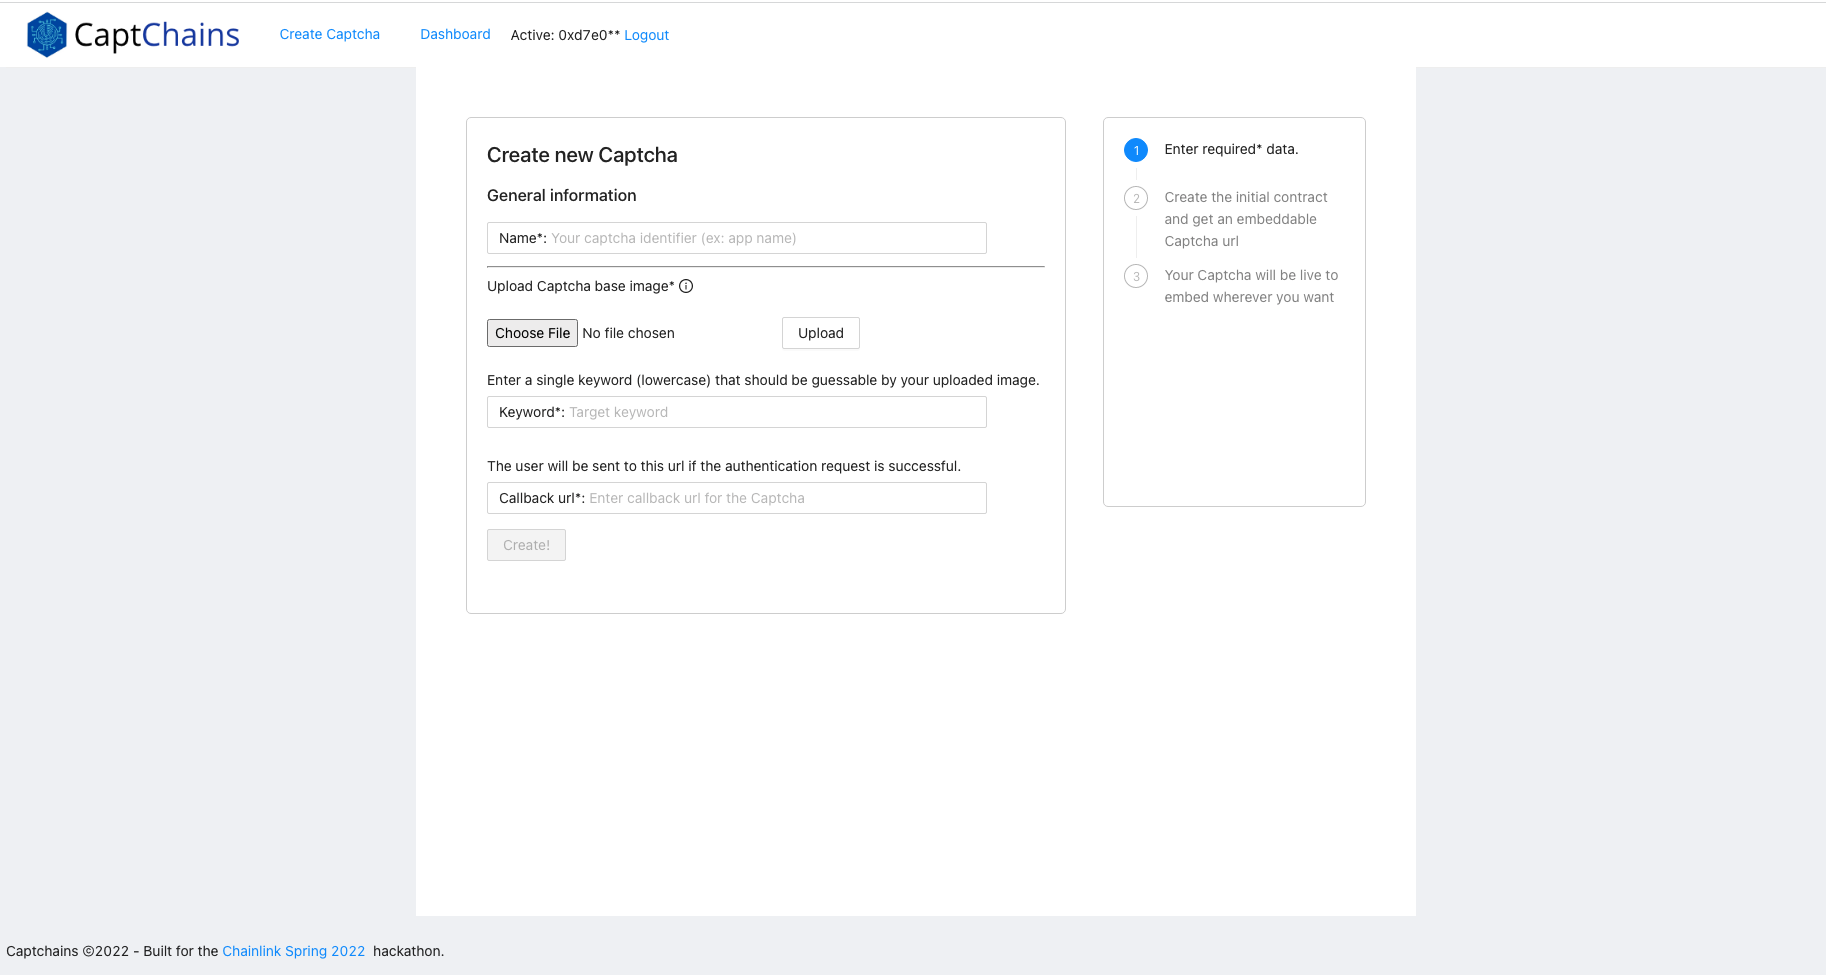 CaptChains Create Captcha Dashboard Active: 0xd7e0** Logout
Create new Captcha
General information
Name*: Your captcha identifier (ex: app name)
Upload Captcha base image*
Choose File No file chosen Upload
Enter a single keyword (lowercase) that should be guessable by your uploaded image.
Keyword*: Target keyword
The user will be sent to this url if the authentication request is successful.
Callback url*: Enter callback url for the Captcha
Create!
1 Enter required* data.
2 Create the initial contract
and get an embeddable
Captcha url
3 Your Captcha will be live to
embed wherever you want
Captchains ©2022 - Built for the Chainlink Spring 2022 hackathon.